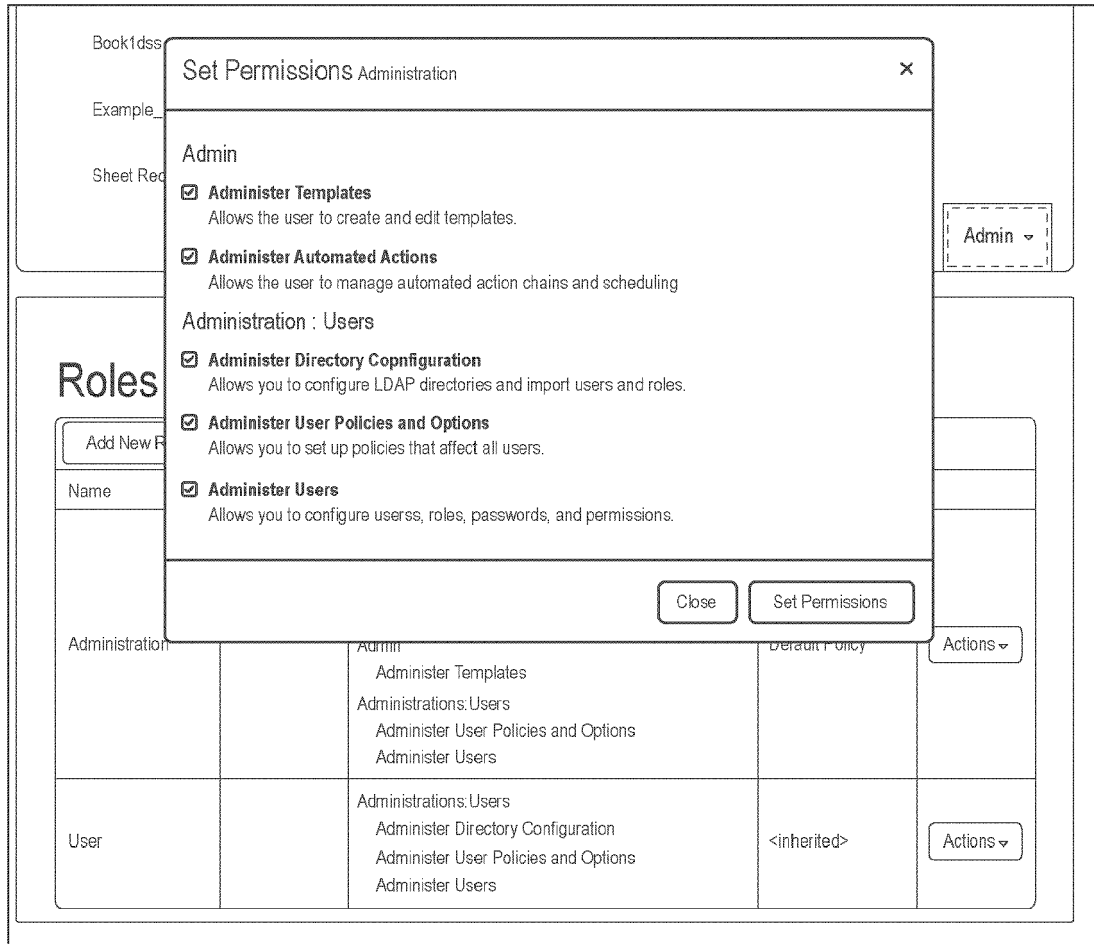 Book1dss
Example_
Sheet Rec
Set Permissions Administration ×
Admin
Administer Templates
Allows the user to create and edit templates.
Administer Automated Actions
Allows the user to manage automated action chains and scheduling
Administration : Users
Administer Directory Copnfiguration
Allows you to configure LDAP directories and import users and roles.
Administer User Policies and Options
Allows you to set up policies that affect all users.
Administer Users
Allows you to configure userss, roles, passwords, and permissions.
Close
Set Permissions
Admin
Roles
Add New R
Name
Administration
Admin
Administer Templates
Administrations:Users
Administer User Policies and Options
Administer Users
Default Policy
Actions
User
Administrations:Users
Administer Directory Configuration
Administer User Policies and Options
Administer Users
<inherited>
Actions